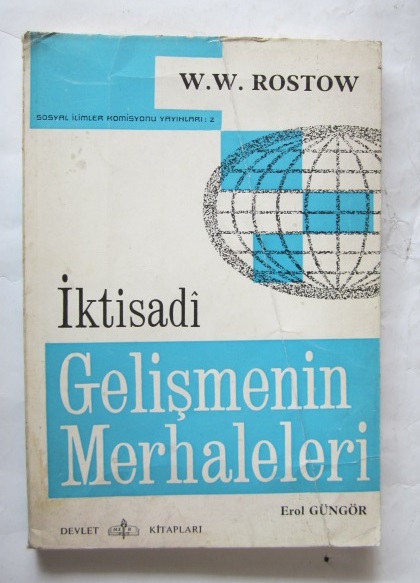 W.W. ROSTOW
SOSYAL İLİMLER KOMİSYONU YAYINLARI: 2
İktisadî
Gelişmenin
Merhaleleri
Erol GÜNGÖR
DEVLET KİTAPLARI